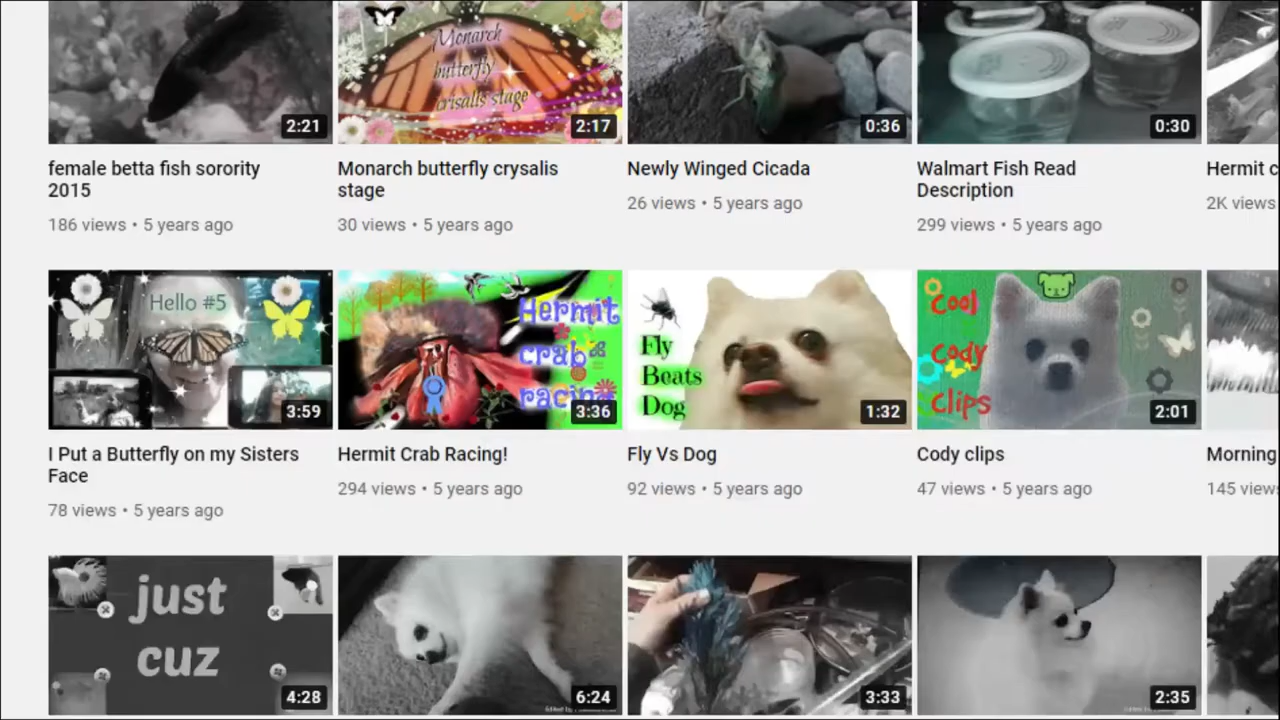 Monarch
butterfly
crisalls stage
2:21
2:17
0:36
0:30
female betta fish sorority
2015
186 views • 5 years ago
Monarch butterfly crysalis
stage
30 views • 5 years ago
Newly Winged Cicada
26 views • 5 years ago
Walmart Fish Read
Description
299 views • 5 years ago
Hermit c
2K views
Hello #5
3:59
Hermit
crab
racing
3:36
Fly
Beats
Dog
1:32
Cool
Cody
Clips
2:01
I Put a Butterfly on my Sisters
Face
78 views • 5 years ago
Hermit Crab Racing!
294 views • 5 years ago
Fly Vs Dog
92 views • 5 years ago
Cody clips
47 views • 5 years ago
Morning
145 views
just
cuz
4:28
6:24
3:33
2:35